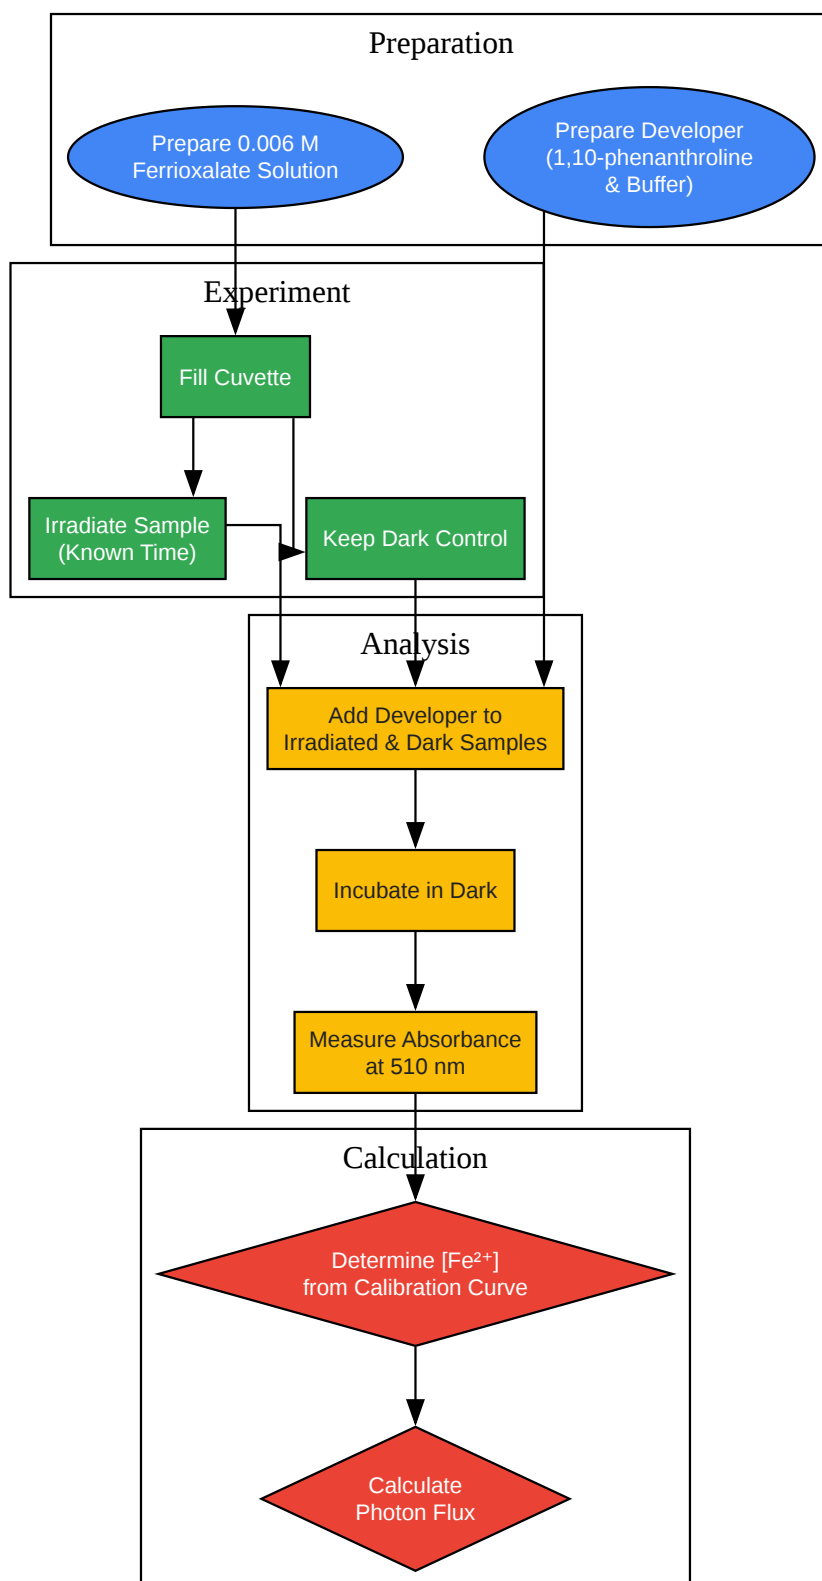 Preparation
Prepare 0.006 M
Ferrioxalate Solution
Prepare Developer
(1,10-phenanthroline
& Buffer)
Experiment
Fill Cuvette
Irradiate Sample
(Known Time)
Keep Dark Control
Analysis
Add Developer to
Irradiated & Dark Samples
Incubate in Dark
Measure Absorbance
at 510 nm
Calculation
Determine [Fe²⁺]
from Calibration Curve
Calculate
Photon Flux